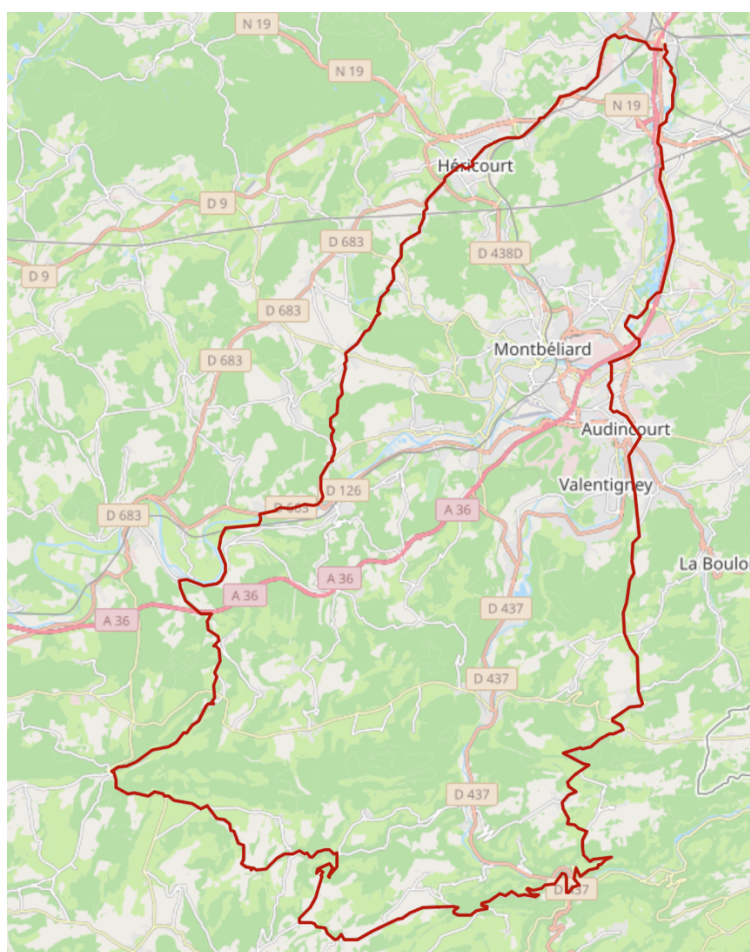 N 19
N 19
N 19
Héricourt
D 9
D 683
D 438D
D 9
D 683
Montbéliard
D 683
Audincourt
Valentigney
D 126
D 683
A 36
D 683
La Boulo
A 36
A 36
D 437
A 36
D 437
D 437